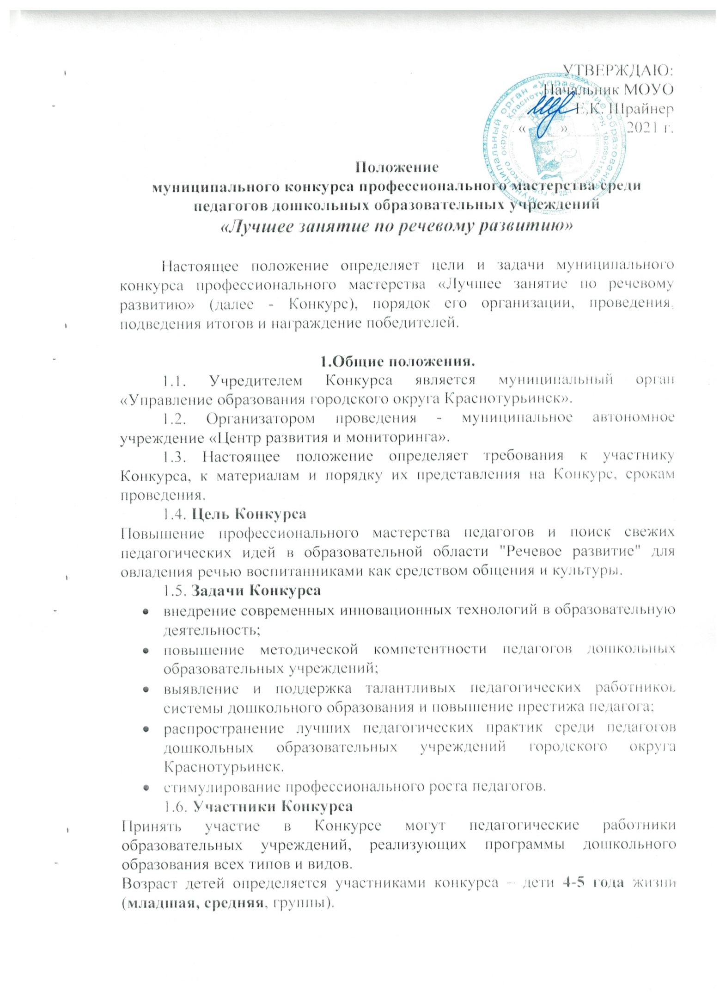 УТВЕРЖДАЮ:
Начальник МОУО
Е.К. Шрайнер
« » 2021 г.
Положение
муниципального конкурса профессионального мастерства среди
педагогов дошкольных образовательных учреждений
«Лучшее занятие по речевому развитию»
Настоящее положение определяет цели и задачи муниципального
конкурса профессионального мастерства «Лучшее занятие по речевому
развитию» (далее - Конкурс), порядок его организации, проведения,
подведения итогов и награждение победителей.
1.Общие положения.
1.1. Учредителем Конкурса является муниципальный орган
«Управление образования городского округа Краснотурьинск».
1.2. Организатором проведения - муниципальное автономное
учреждение «Центр развития и мониторинга».
1.3. Настоящее положение определяет требования к участнику
Конкурса, к материалам и порядку их представления на Конкурс, срокам
проведения.
1.4. Цель Конкурса
Повышение профессионального мастерства педагогов и поиск свежих
педагогических идей в образовательной области "Речевое развитие" для
овладения речью воспитанниками как средством общения и культуры.
1.5. Задачи Конкурса
• внедрение современных инновационных технологий в образовательную
деятельность;
• повышение методической компетентности педагогов дошкольных
образовательных учреждений;
• выявление и поддержка талантливых педагогических работников
системы дошкольного образования и повышение престижа педагога;
• распространение лучших педагогических практик среди педагогов
дошкольных образовательных учреждений городского округа
Краснотурьинск.
• стимулирование профессионального роста педагогов.
1.6. Участники Конкурса
Принять участие в Конкурсе могут педагогические работники
образовательных учреждений, реализующих программы дошкольного
образования всех типов и видов.
Возраст детей определяется участниками конкурса – дети 4-5 года жизни
(младшая, средняя, группы).
Муниципальный орган «Управление образования
округа Краснотурьинск